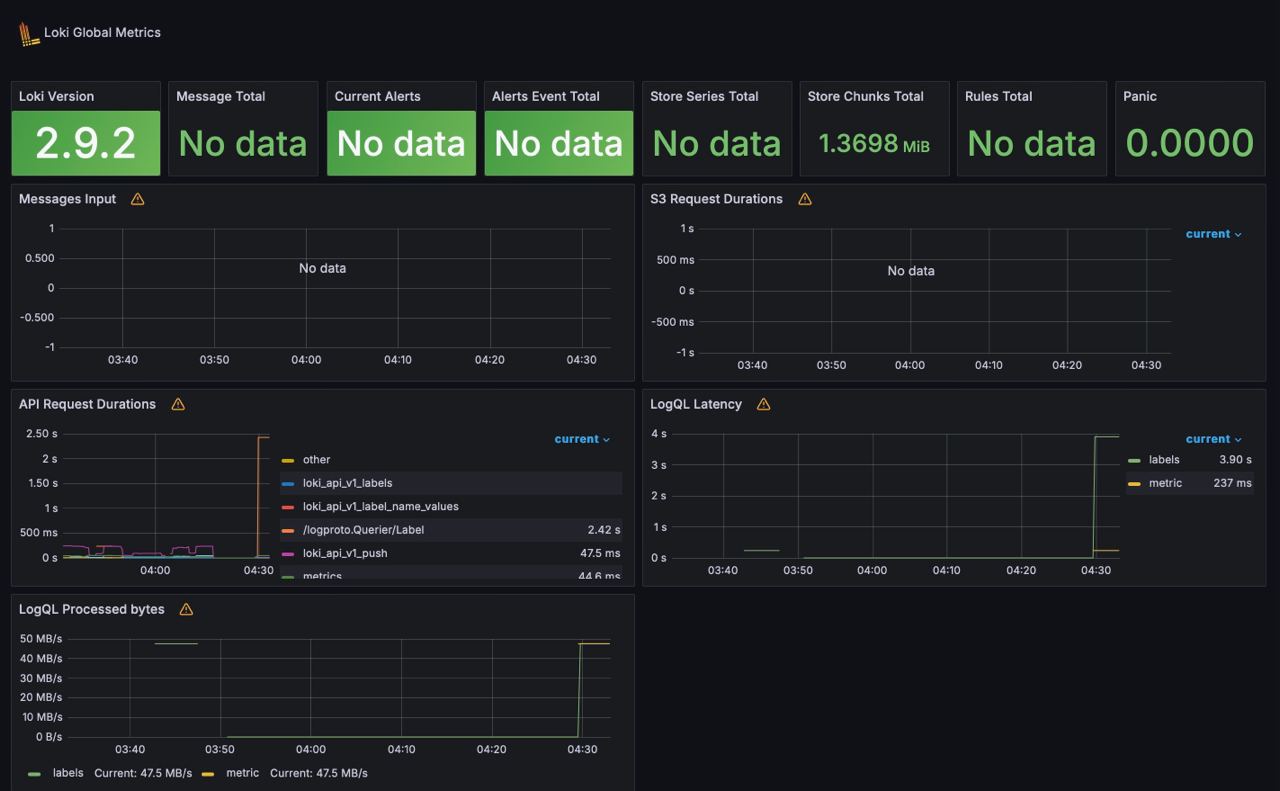 Loki Global Metrics
Loki Version
2.9.2
Message Total
No data
Current Alerts
No data
Alerts Event Total
No data
Store Series Total
No data
Store Chunks Total
1.3698 MiB
Rules Total
No data
Panic
0.0000
Messages Input
1
0.500
0
-0.500
-1
No data
03:40 03:50 04:00 04:10 04:20 04:30
S3 Request Durations
current
1 s
500 ms
0 s
-500 ms
-1 s
No data
03:40 03:50 04:00 04:10 04:20 04:30
API Request Durations
2.50 s
2 s
1.50 s
1 s
500 ms
0 s
04:00 04:30
current
other
loki_api_v1_labels
loki_api_v1_label_name_values
/logproto.Querier/Label 2.42 s
loki_api_v1_push 47.5 ms
metrics 44.6 ms
LogQL Latency
4 s
3 s
2 s
1 s
0 s
03:40 03:50 04:00 04:10 04:20 04:30
current
labels 3.90 s
metric 237 ms
LogQL Processed bytes
50 MB/s
40 MB/s
30 MB/s
20 MB/s
10 MB/s
0 B/s
03:40 03:50 04:00 04:10 04:20 04:30
labels Current: 47.5 MB/s metric Current: 47.5 MB/s